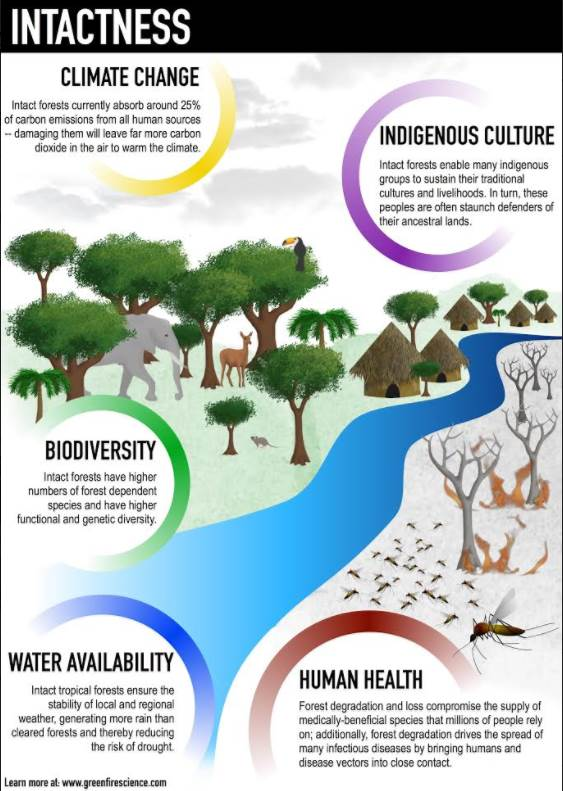 INTACTNESS
CLIMATE CHANGE
Intact forests currently absorb around 25%
of carbon emissions from all human sources
-- damaging them will leave far more carbon
dioxide in the air to warm the climate.
INDIGENOUS CULTURE
Intact forests enable many indigenous
groups to sustain their traditional
cultures and livelihoods. In turn, these
peoples are often staunch defenders of
their ancestral lands.
BIODIVERSITY
Intact forests have higher
numbers of forest dependent
species and have higher
functional and genetic diversity.
WATER AVAILABILITY
Intact tropical forests ensure the
stability of local and regional
weather, generating more rain than
cleared forests and thereby reducing
the risk of drought.
HUMAN HEALTH
Forest degradation and loss compromise the supply of
medically-beneficial species that millions of people rely
on; additionally, forest degradation drives the spread of
many infectious diseases by bringing humans and
disease vectors into close contact.
Learn more at: www.greenfirescience.com